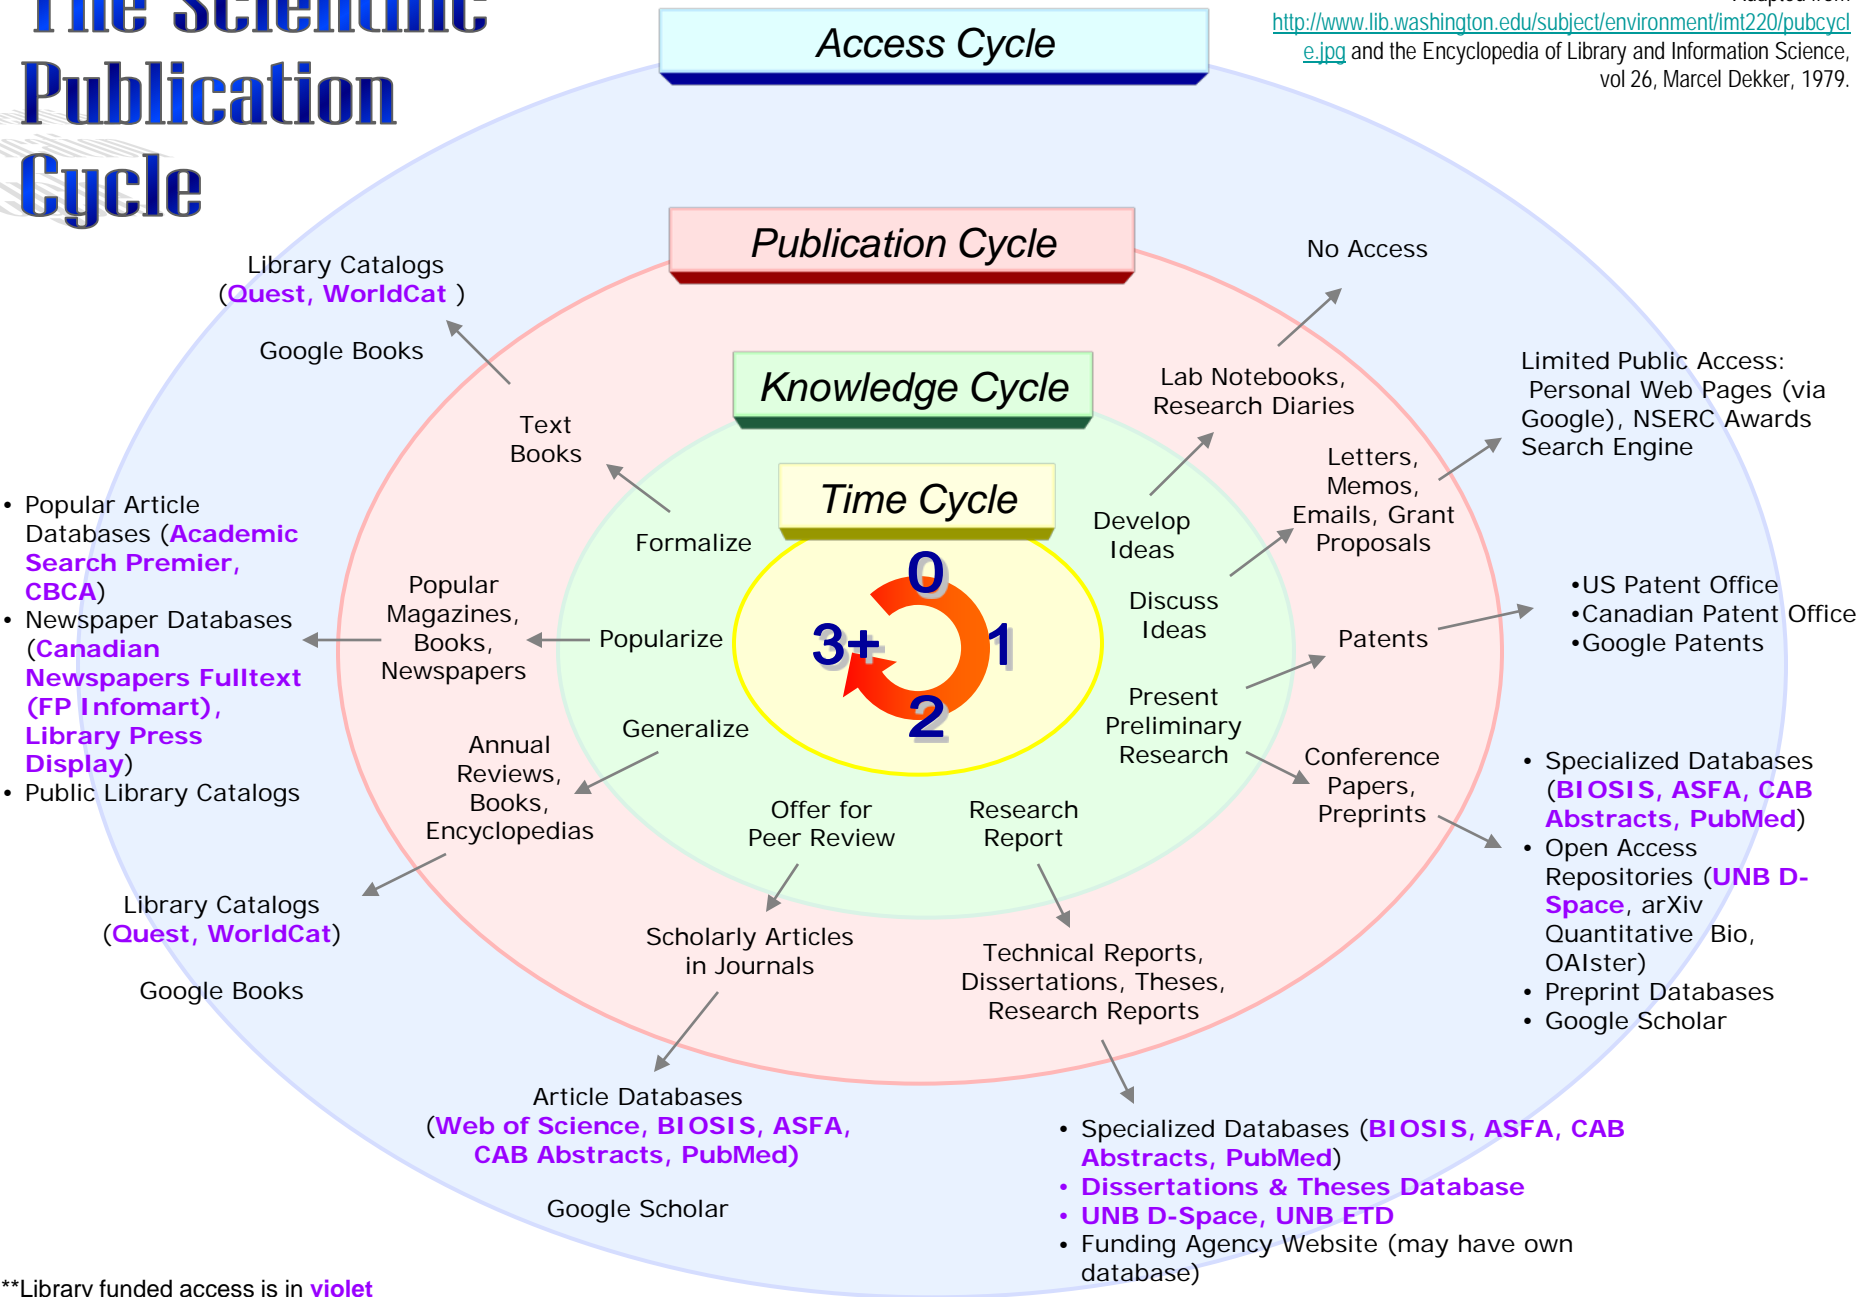 The Scientific
Publication
Cycle
Adapted from
http://www.lib.washington.edu/subject/environment/imt220/pubcycl
e.jpg and the Encyclopedia of Library and Information Science,
vol 26, Marcel Dekker, 1979.
Access Cycle
Publication Cycle
Knowledge Cycle
Time Cycle
0
1
2
3+
Develop
Ideas
Lab Notebooks,
Research Diaries
No Access
Discuss
Ideas
Letters,
Memos,
Emails, Grant
Proposals
Limited Public Access:
Personal Web Pages (via
Google), NSERC Awards
Search Engine
Present
Preliminary
Research
Patents
•US Patent Office
•Canadian Patent Office
•Google Patents
Conference
Papers,
Preprints
• Specialized Databases
(BIOSIS, ASFA, CAB
Abstracts, PubMed)
• Open Access
Repositories (UNB D-
Space, arXiv
Quantitative Bio,
OAIster)
• Preprint Databases
• Google Scholar
Research
Report
Technical Reports,
Dissertations, Theses,
Research Reports
• Specialized Databases (BIOSIS, ASFA, CAB
Abstracts, PubMed)
• Dissertations & Theses Database
• UNB D-Space, UNB ETD
• Funding Agency Website (may have own
database)
Offer for
Peer Review
Scholarly Articles
in Journals
Article Databases
(Web of Science, BIOSIS, ASFA,
CAB Abstracts, PubMed)
Google Scholar
Generalize
Annual
Reviews,
Books,
Encyclopedias
Library Catalogs
(Quest, WorldCat)
Google Books
Popularize
Popular
Magazines,
Books,
Newspapers
• Popular Article
Databases (Academic
Search Premier,
CBCA)
• Newspaper Databases
(Canadian
Newspapers Fulltext
(FP Infomart),
Library Press
Display)
• Public Library Catalogs
Formalize
Text
Books
Library Catalogs
(Quest, WorldCat )
Google Books
**Library funded access is in violet